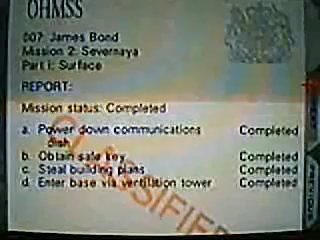 OHMSS
007: James Bond
Mission 2: Severnaya
Part i: Surface
REPORT:
Mission status: Completed
a. Power down communications dish Completed
b. Obtain safe key Completed
c. Steal building plans Completed
d. Enter base via ventilation tower Completed
CLASSIFIED
PREVIOUS